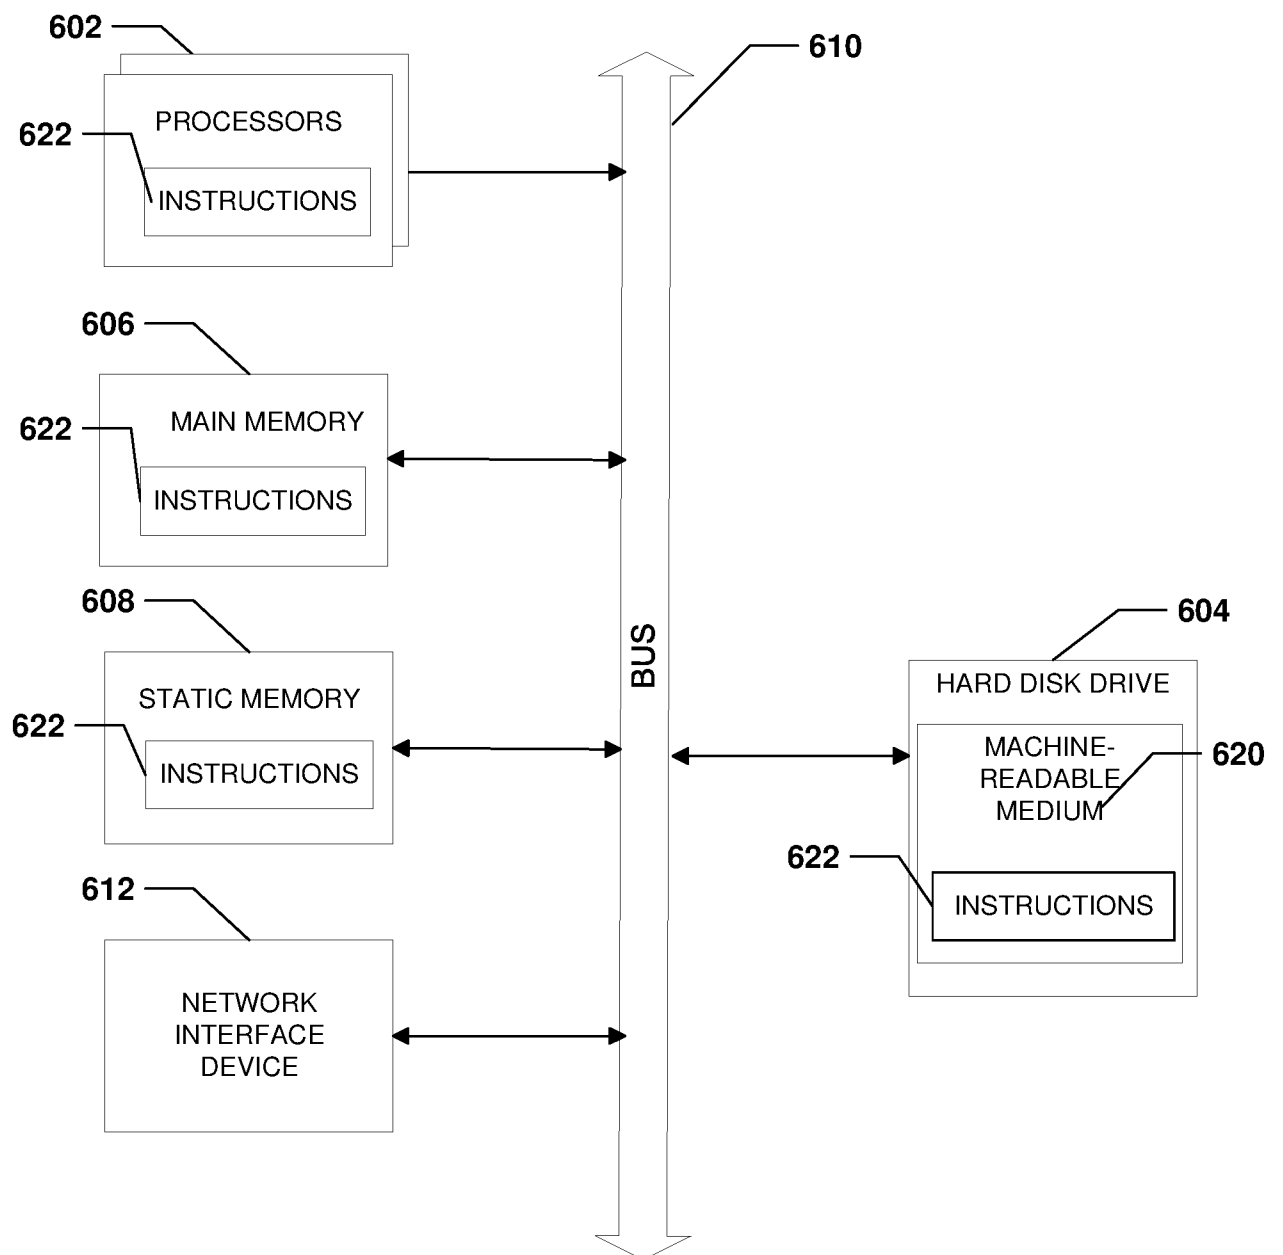 602
610
PROCESSORS
622
INSTRUCTIONS
606
MAIN MEMORY
622
INSTRUCTIONS
608
STATIC MEMORY
622
INSTRUCTIONS
BUS
604
HARD DISK DRIVE
MACHINE-
READABLE
MEDIUM
620
622
INSTRUCTIONS
612
NETWORK
INTERFACE
DEVICE